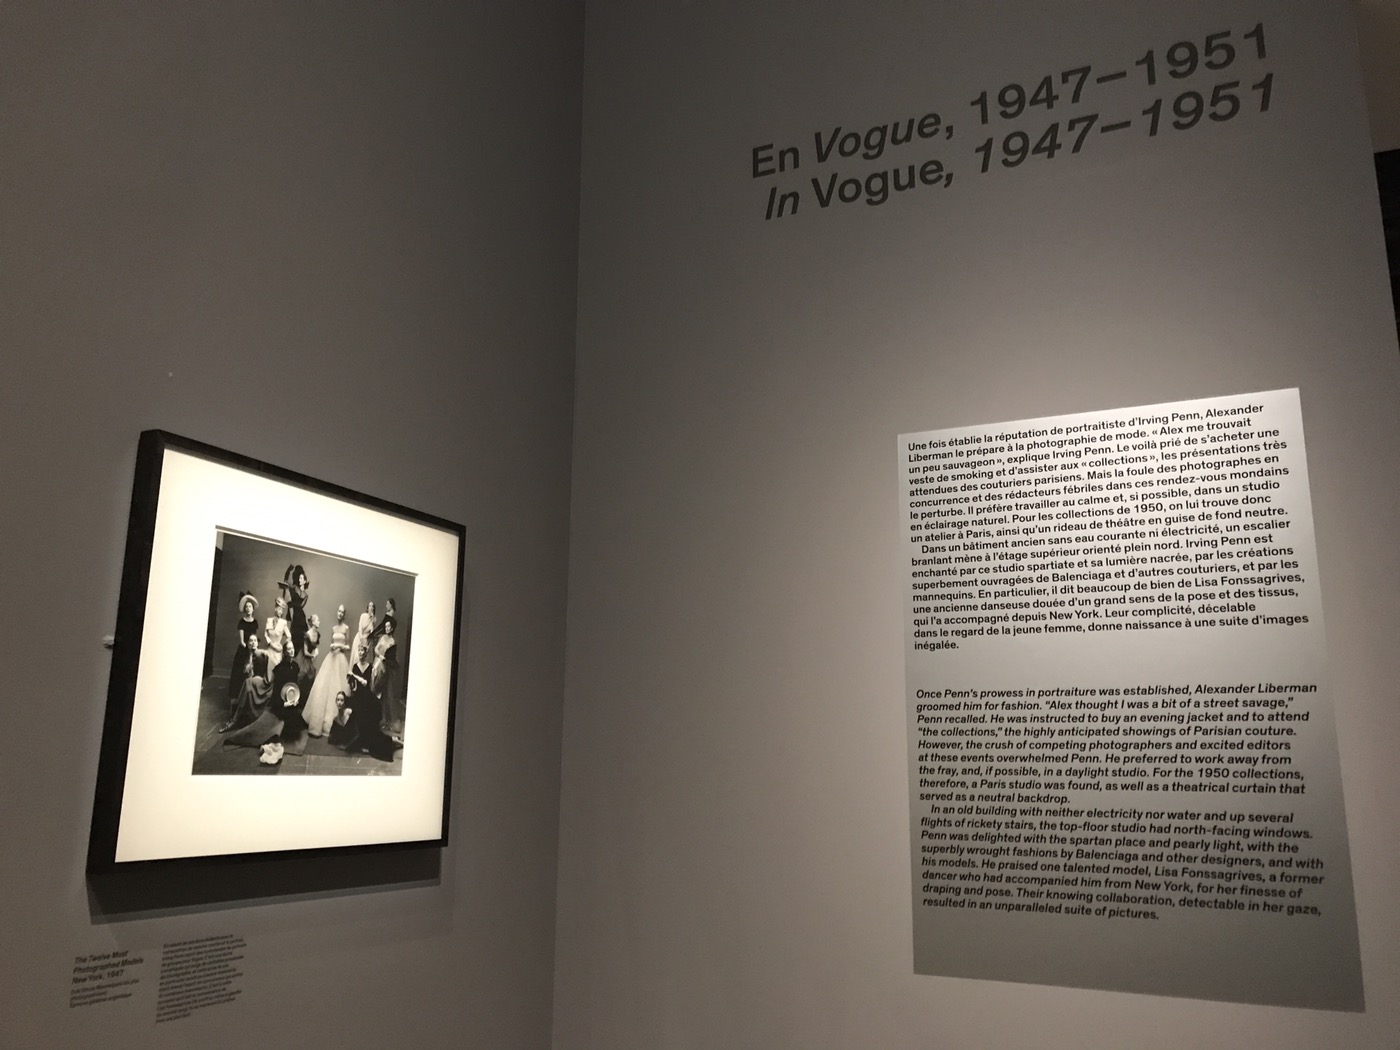 En Vogue, 1947–1951
In Vogue, 1947–1951
Une fois établie la réputation de portraitiste d'Irving Penn, Alexander
Liberman le prépare à la photographie de mode. « Alex me trouvait
un peu sauvageon », explique Irving Penn. Le voilà prié de s'acheter une
veste de smoking et d'assister aux « collections », les présentations très
attendues des couturiers parisiens. Mais la foule des photographes en
concurrence et des rédacteurs fébriles dans ces rendez-vous mondains
le perturbe. Il préfère travailler au calme et, si possible, dans un studio
en éclairage naturel. Pour les collections de 1950, on lui trouve donc
un atelier à Paris, ainsi qu'un rideau de théâtre en guise de fond neutre.
Dans un bâtiment ancien sans eau courante ni électricité, un escalier
branlant mène à l'étage supérieur orienté plein nord. Irving Penn est
enchanté par ce studio spartiate et sa lumière nacrée, par les créations
superbement ouvragées de Balenciaga et d'autres couturiers, et par les
mannequins. En particulier, il dit beaucoup de bien de Lisa Fonssagrives,
une ancienne danseuse douée d'un grand sens de la pose et des tissus,
qui l'a accompagné depuis New York. Leur complicité, décelable
dans le regard de la jeune femme, donne naissance à une suite d'images
inégalée.
Once Penn's prowess in portraiture was established, Alexander Liberman
groomed him for fashion. “Alex thought I was a bit of a street savage,”
Penn recalled. He was instructed to buy an evening jacket and to attend
“the collections,” the highly anticipated showings of Parisian couture.
However, the crush of competing photographers and excited editors
at these events overwhelmed Penn. He preferred to work away from
the fray, and, if possible, in a daylight studio. For the 1950 collections,
therefore, a Paris studio was found, as well as a theatrical curtain that
served as a neutral backdrop.
In an old building with neither electricity nor water and up several
flights of rickety stairs, the top-floor studio had north-facing windows.
Penn was delighted with the spartan place and pearly light, with the
superbly wrought fashions by Balenciaga and other designers, and with
his models. He praised one talented model, Lisa Fonssagrives, a former
dancer who had accompanied him from New York, for her finesse of
draping and pose. Their knowing collaboration, detectable in her gaze,
resulted in an unparalleled suite of pictures.
The Twelve Most
Photographed Models
New York, 1947